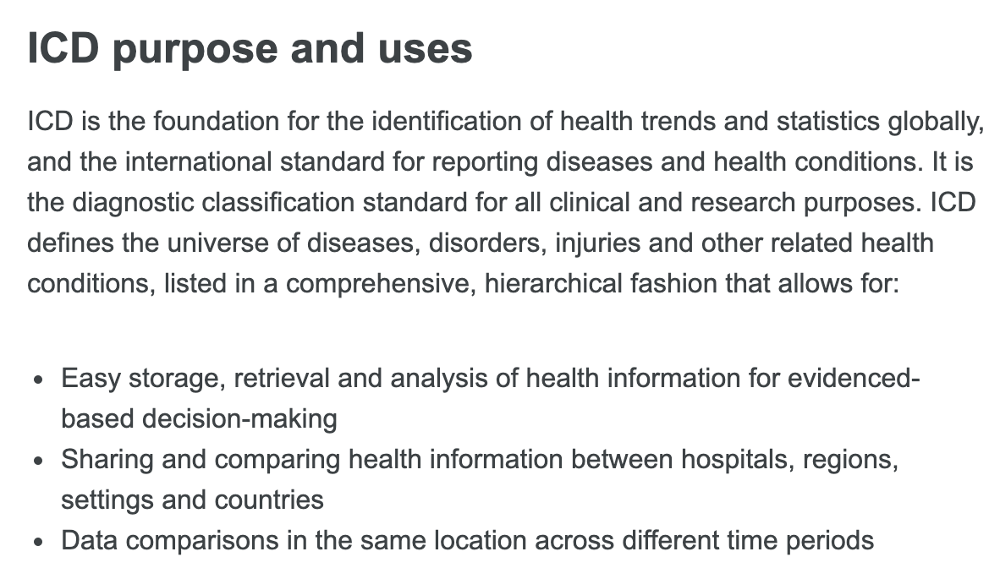 ICD purpose and uses
ICD is the foundation for the identification of health trends and statistics globally,
and the international standard for reporting diseases and health conditions. It is
the diagnostic classification standard for all clinical and research purposes. ICD
defines the universe of diseases, disorders, injuries and other related health
conditions, listed in a comprehensive, hierarchical fashion that allows for:
• Easy storage, retrieval and analysis of health information for evidenced-
based decision-making
• Sharing and comparing health information between hospitals, regions,
settings and countries
• Data comparisons in the same location across different time periods